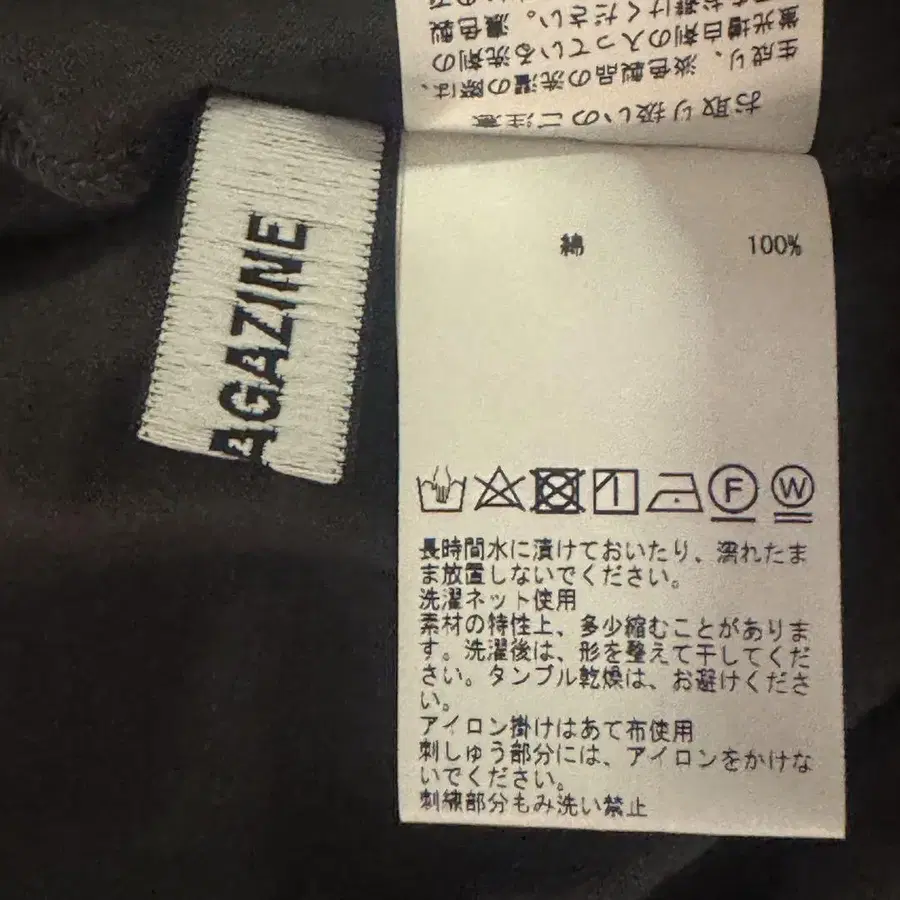 お取り扱いのご注意
生成り、淡色製品の洗濯の際は、
蛍光増白剤の入っている洗剤の
AGAZINE
綿 100%
F W
長時間水に漬けておいたり、濡れたま
ま放置しないでください。
洗濯ネット使用
素材の特性上、多少縮むことがありま
す。洗濯後は、形を整えて干してくだ
さい。タンブル乾燥は、お避けくださ
い。
アイロン掛けはあて布使用
刺しゅう部分には、アイロンをかけな
いでください。
刺繍部分もみ洗い禁止